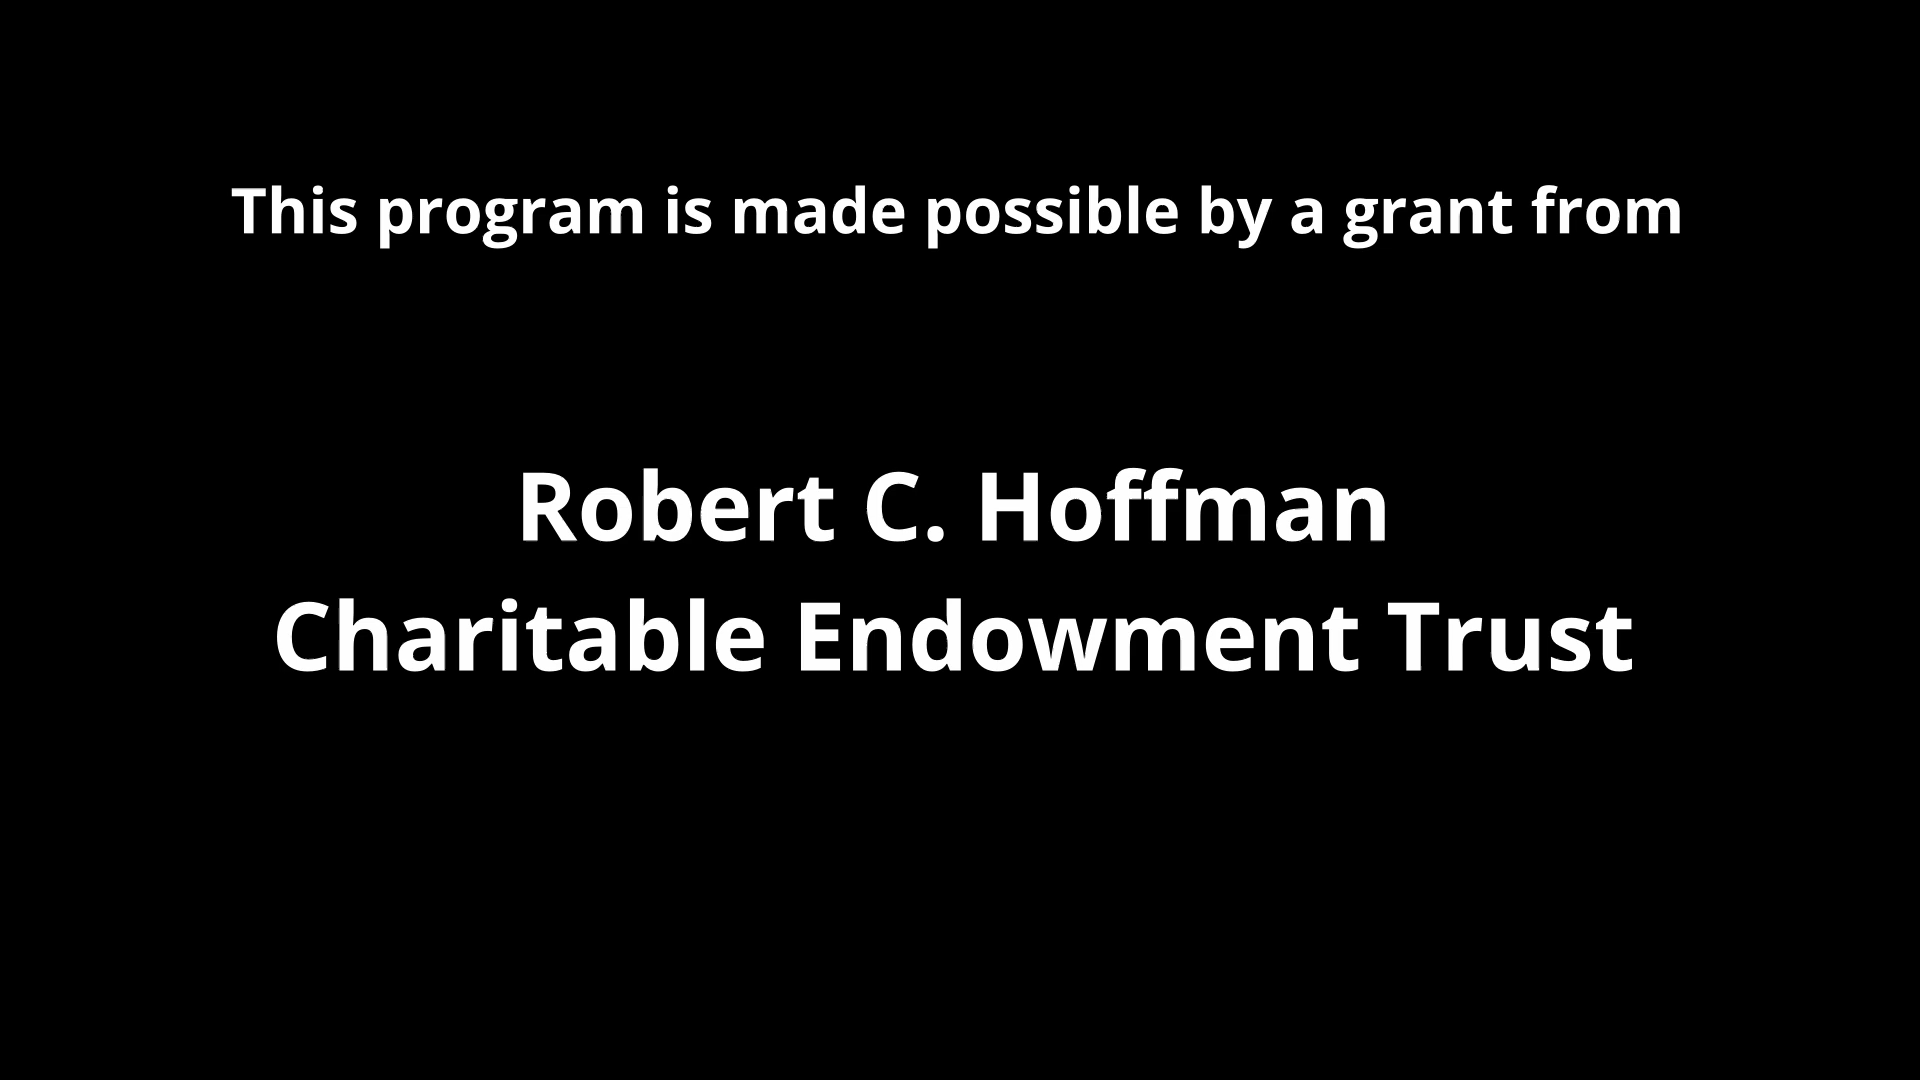 This program is made possible by a grant from
Robert C. Hoffman
Charitable Endowment Trust